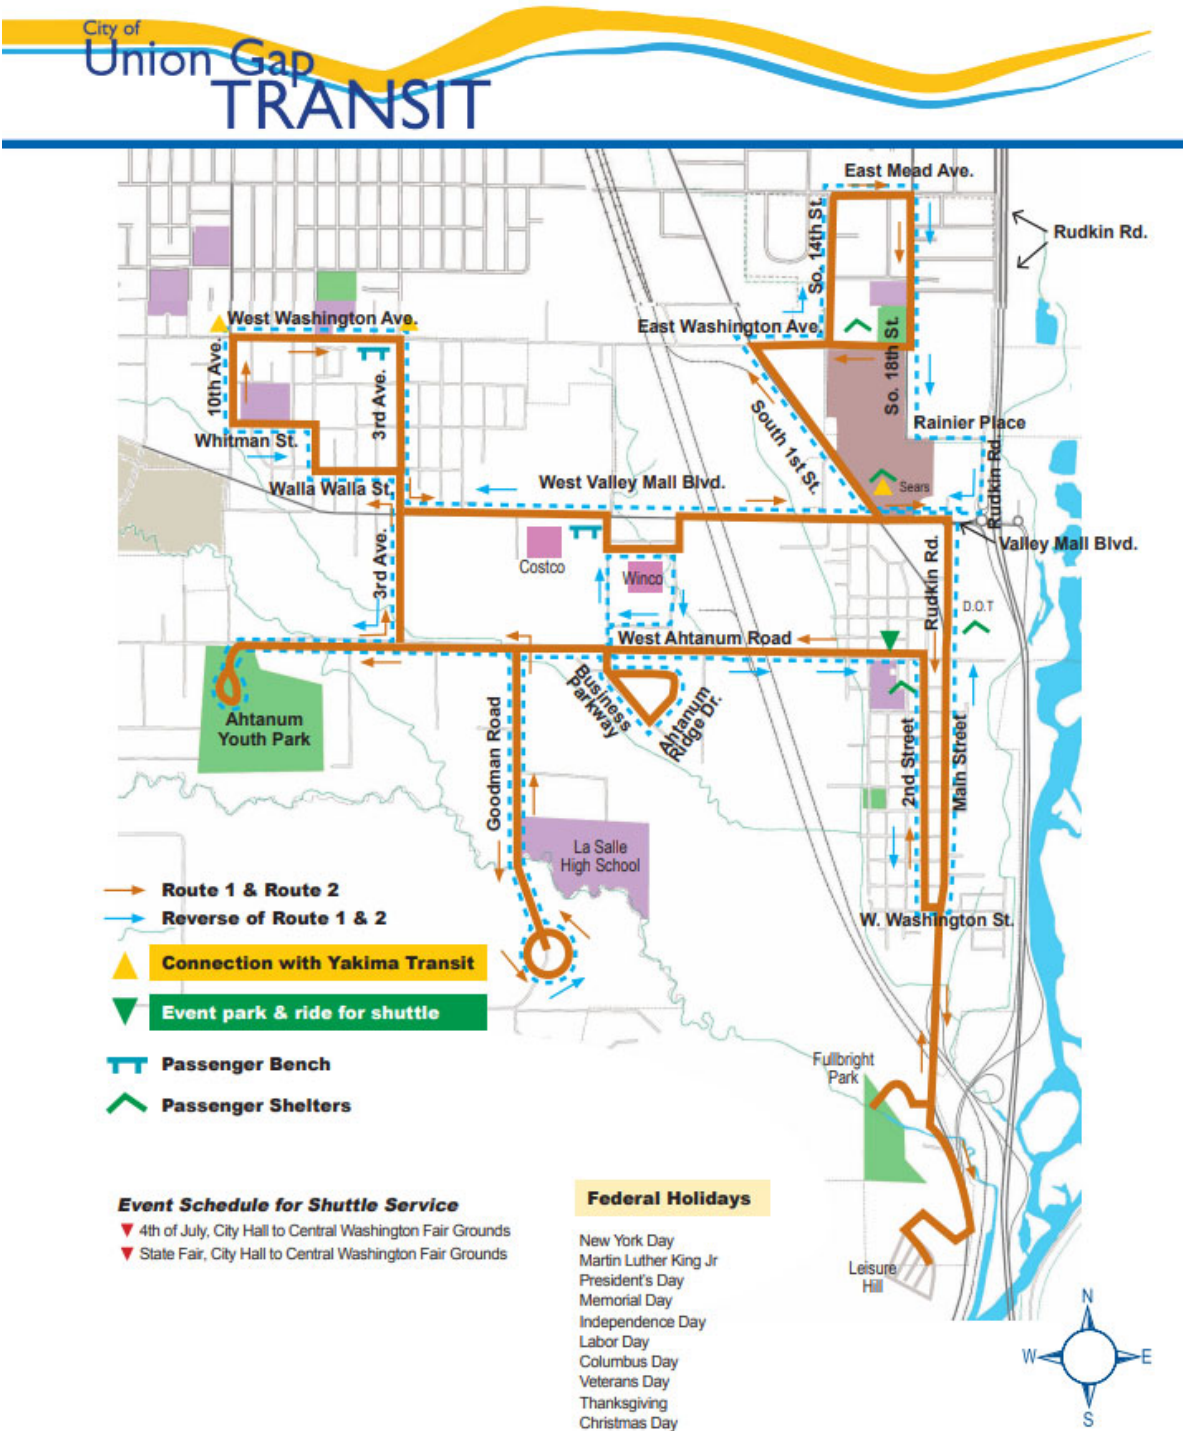 City of
Union Gap
TRANSIT
East Mead Ave.
So. 14th St.
Rudkin Rd.
West Washington Ave.
East Washington Ave.
So. 18th St.
10th Ave.
3rd Ave.
Rainier Place
Whitman St.
South 1st St.
Rudkin Rd.
Walla Walla St.
West Valley Mall Blvd.
Sears
Valley Mall Blvd.
3rd Ave.
Costco
Winco
Rudkin Rd.
D.O.T
West Ahtanum Road
Business
Parkway
Ahtanum
Ridge Dr.
Ahtanum
Youth Park
Goodman Road
2nd Street
Main Street
La Salle
High School
W. Washington St.
Route 1 & Route 2
Reverse of Route 1 & 2
Connection with Yakima Transit
Event park & ride for shuttle
Passenger Bench
Passenger Shelters
Fullbright
Park
Leisure
Hill
Event Schedule for Shuttle Service
4th of July, City Hall to Central Washington Fair Grounds
State Fair, City Hall to Central Washington Fair Grounds
Federal Holidays
New York Day
Martin Luther King Jr
President's Day
Memorial Day
Independence Day
Labor Day
Columbus Day
Veterans Day
Thanksgiving
Christmas Day
N
W
E
S